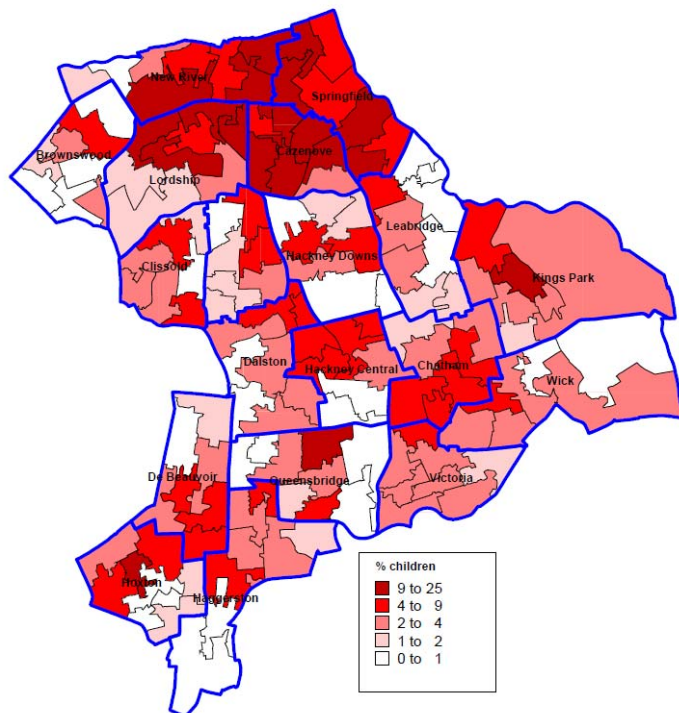 New River
Springfield
Brownswood
Cazenove
Lordship
Leabridge
Clissold
Hackney Downs
Kings Park
Dalston
Hackney Central
Chatham
Wick
De Beauvoir
Queensbridge
Victoria
Hoxton
Haggerston
% children
9 to 25
4 to 9
2 to 4
1 to 2
0 to 1